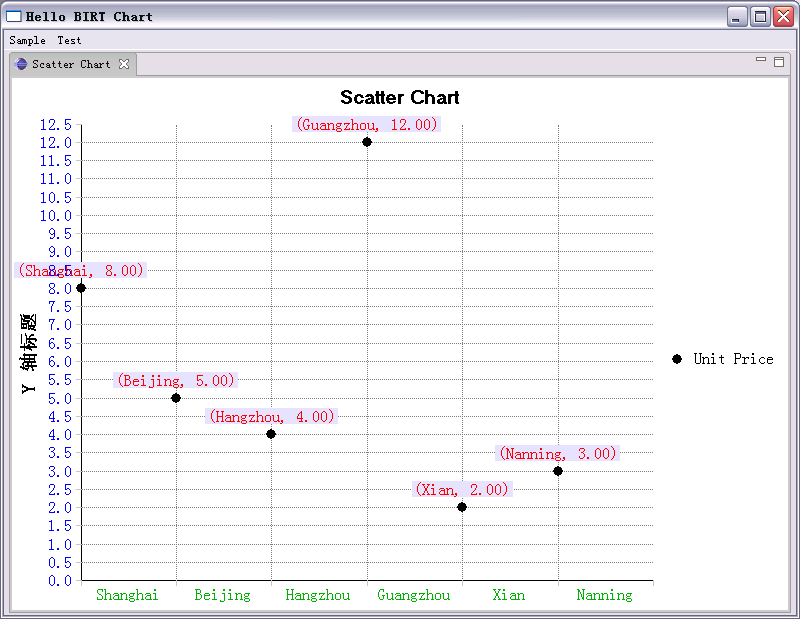 Hello BIRT Chart
Sample Test
Scatter Chart
Scatter Chart
12.5
(Guangzhou, 12.00)
12.0
11.5
11.0
10.5
10.0
9.5
9.0
8.5
(Shanghai, 8.00)
8.0
7.5
7.0
6.5
6.0
5.5
(Beijing, 5.00)
5.0
4.5
(Hangzhou, 4.00)
4.0
3.5
(Nanning, 3.00)
3.0
2.5
(Xian, 2.00)
2.0
1.5
1.0
0.5
0.0
Y 轴标题
Unit Price
Shanghai Beijing Hangzhou Guangzhou Xian Nanning